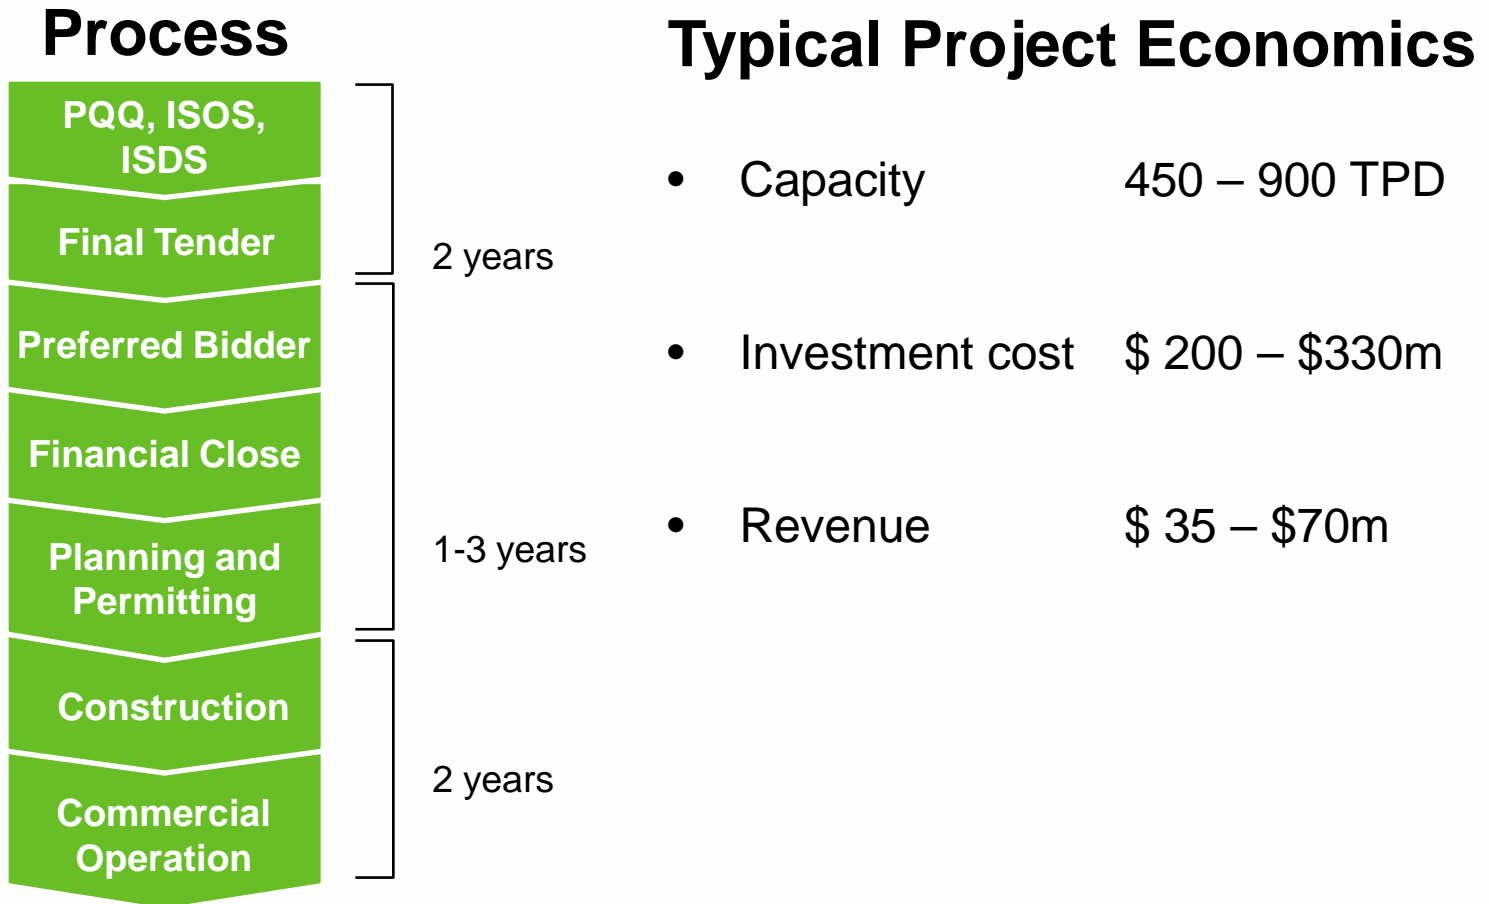 Process
PQQ, ISOS,
ISDS
Final Tender
Preferred Bidder
Financial Close
Planning and
Permitting
Construction
Commercial
Operation
2 years
1-3 years
2 years
Typical Project Economics
• Capacity 450 – 900 TPD
• Investment cost $ 200 – $330m
• Revenue $ 35 – $70m